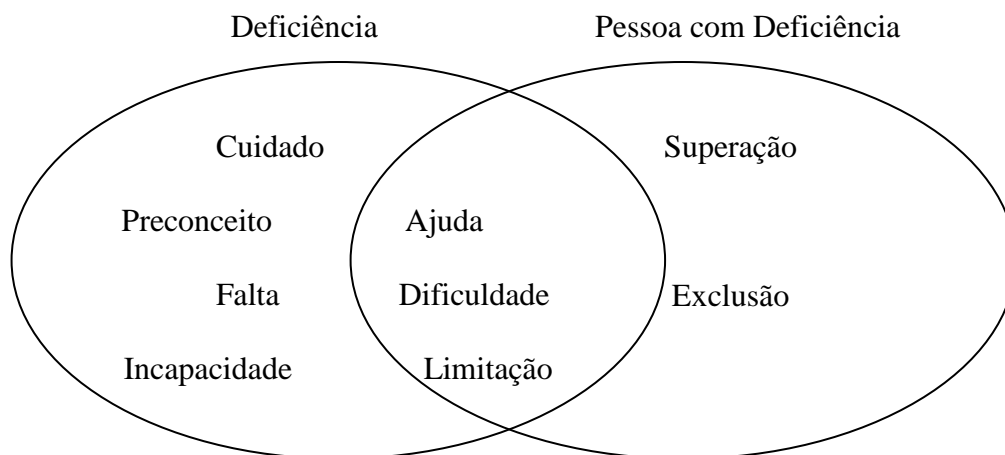 Deficiência Pessoa com Deficiência
Cuidado Superação
Preconceito Ajuda
Falta Dificuldade Exclusão
Incapacidade Limitação